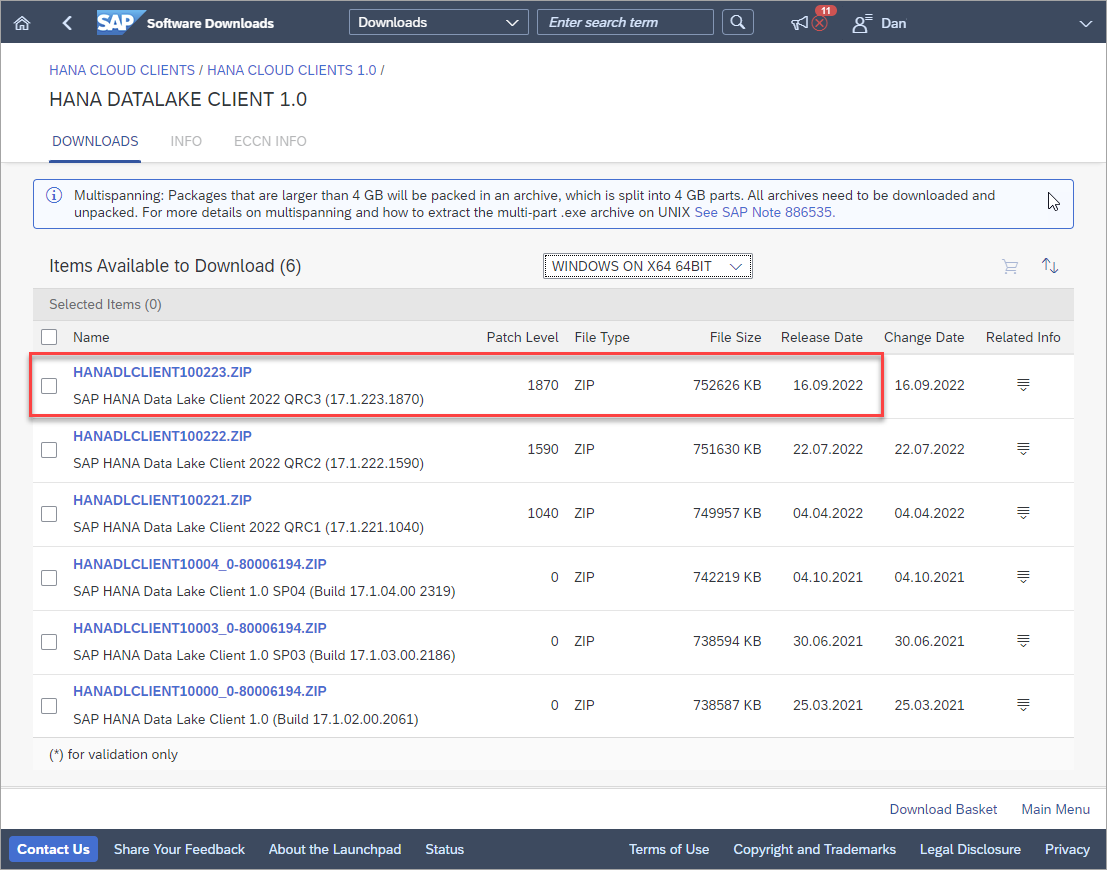 SAP Software Downloads Downloads Enter search term 11 Dan
HANA CLOUD CLIENTS / HANA CLOUD CLIENTS 1.0 /
HANA DATALAKE CLIENT 1.0
DOWNLOADS INFO ECCN INFO
Multispanning: Packages that are larger than 4 GB will be packed in an archive, which is split into 4 GB parts. All archives need to be downloaded and
unpacked. For more details on multispanning and how to extract the multi-part .exe archive on UNIX See SAP Note 886535.
Items Available to Download (6) WINDOWS ON X64 64BIT
Selected Items (0)
Name Patch Level File Type File Size Release Date Change Date Related Info
HANADLCLIENT100223.ZIP
SAP HANA Data Lake Client 2022 QRC3 (17.1.223.1870) 1870 ZIP 752626 KB 16.09.2022 16.09.2022
HANADLCLIENT100222.ZIP
SAP HANA Data Lake Client 2022 QRC2 (17.1.222.1590) 1590 ZIP 751630 KB 22.07.2022 22.07.2022
HANADLCLIENT100221.ZIP
SAP HANA Data Lake Client 2022 QRC1 (17.1.221.1040) 1040 ZIP 749957 KB 04.04.2022 04.04.2022
HANADLCLIENT10004_0-80006194.ZIP
SAP HANA Data Lake Client 1.0 SP04 (Build 17.1.04.00 2319) 0 ZIP 742219 KB 04.10.2021 04.10.2021
HANADLCLIENT10003_0-80006194.ZIP
SAP HANA Data Lake Client 1.0 SP03 (Build 17.1.03.00.2186) 0 ZIP 738594 KB 30.06.2021 30.06.2021
HANADLCLIENT10000_0-80006194.ZIP
SAP HANA Data Lake Client 1.0 (Build 17.1.02.00.2061) 0 ZIP 738587 KB 25.03.2021 25.03.2021
(*) for validation only
Download Basket Main Menu
Contact Us Share Your Feedback About the Launchpad Status Terms of Use Copyright and Trademarks Legal Disclosure Privacy